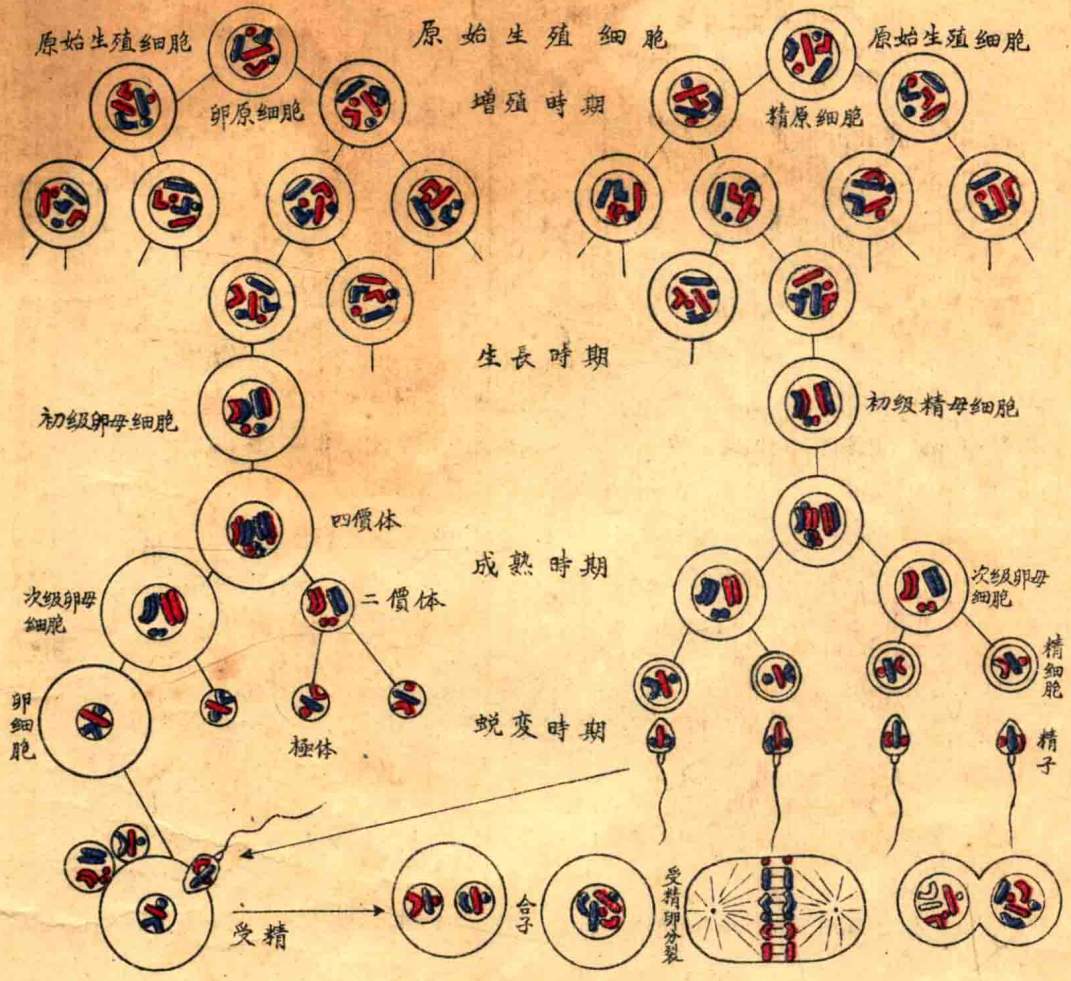 原始生殖细胞
原始生殖细胞
原始生殖细胞
卵原细胞
增殖時期
精原细胞
生長時期
初级卵母细胞
初级精母细胞
四價体
成熟時期
次级卵母
细胞
二價体
次级卵母
细胞
精细胞
卵细胞
極体
蜕变時期
精子
受精
合子
受精卵分裂